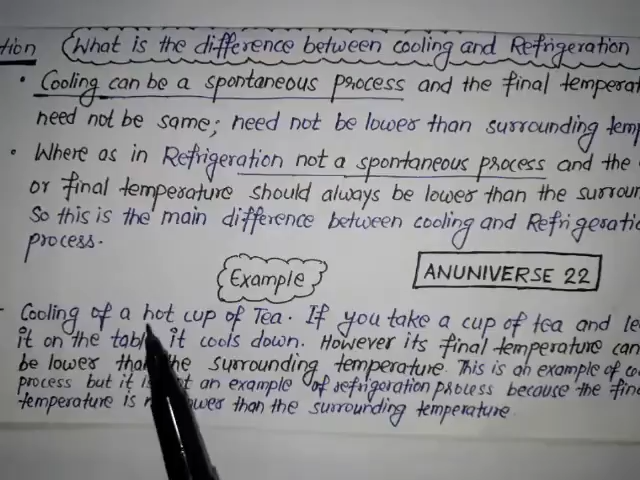 tion What is the difference between cooling and Refrigeration
• Cooling can be a spontaneous process and the final temperat
need not be same; need not be lower than surrounding temp
• Where as in Refrigeration not a spontaneous process and the
or final temperature should always be lower than the surroun
So this is the main difference between cooling and Refrigeratio
process.
Example
ANUNIVERSE 22
- Cooling of a hot cup of Tea. If you take a cup of tea and le
it on the table it cools down. However its final temperature can
be lower than the surrounding temperature. This is an example of co
process but it is not an example of refrigeration process because the fin
temperature is lower than the surrounding temperature.